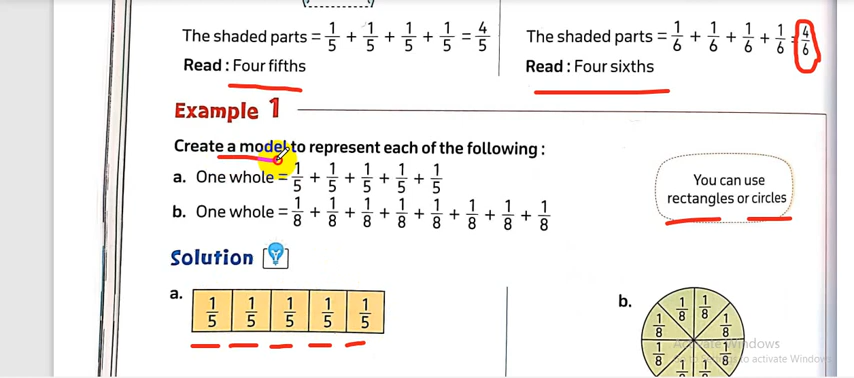 The shaded parts = 1/5 + 1/5 + 1/5 + 1/5 = 4/5
Read : Four fifths
The shaded parts = 1/6 + 1/6 + 1/6 + 1/6 = 4/6
Read : Four sixths
Example 1
Create a model to represent each of the following :
a. One whole = 1/5 + 1/5 + 1/5 + 1/5 + 1/5
b. One whole = 1/8 + 1/8 + 1/8 + 1/8 + 1/8 + 1/8 + 1/8 + 1/8
You can use
rectangles or circles
Solution
a.
1/5 1/5 1/5 1/5 1/5
b.
1/8 1/8
1/8 1/8
1/8 1/8
Activate Windows
to activate Windows